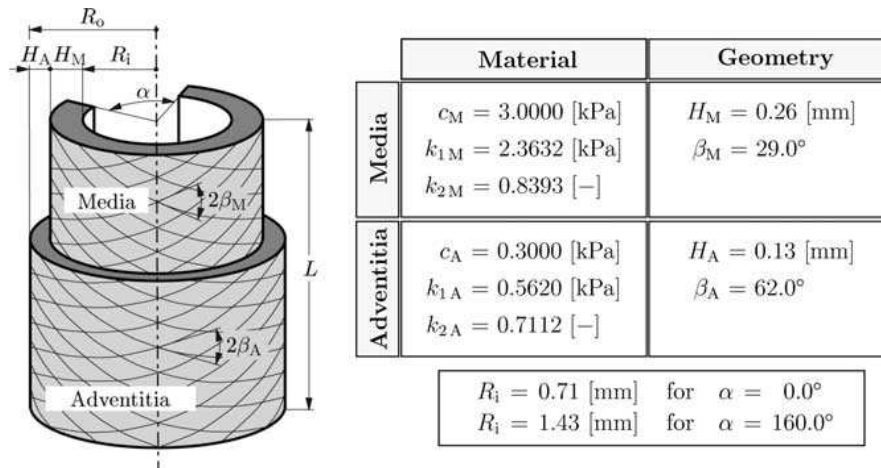 R_o
H_A H_M R_i
α
Media
2β_M
L
2β_A
Adventitia
Material Geometry
Media
c_M = 3.0000 [kPa] H_M = 0.26 [mm]
k_1M = 2.3632 [kPa] β_M = 29.0°
k_2M = 0.8393 [−]
Adventitia
c_A = 0.3000 [kPa] H_A = 0.13 [mm]
k_1A = 0.5620 [kPa] β_A = 62.0°
k_2A = 0.7112 [−]
R_i = 0.71 [mm] for α = 0.0°
R_i = 1.43 [mm] for α = 160.0°